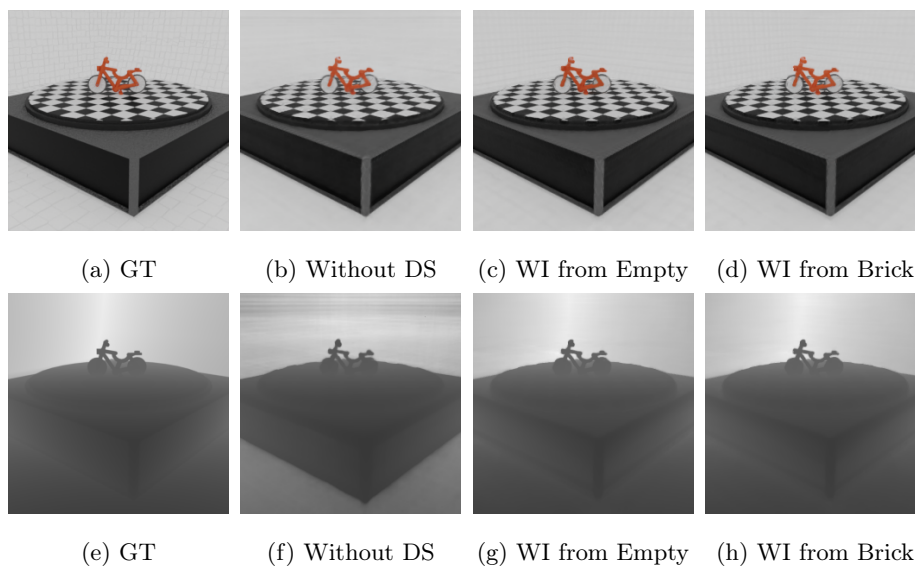 (a) GT
(b) Without DS
(c) WI from Empty
(d) WI from Brick
(e) GT
(f) Without DS
(g) WI from Empty
(h) WI from Brick